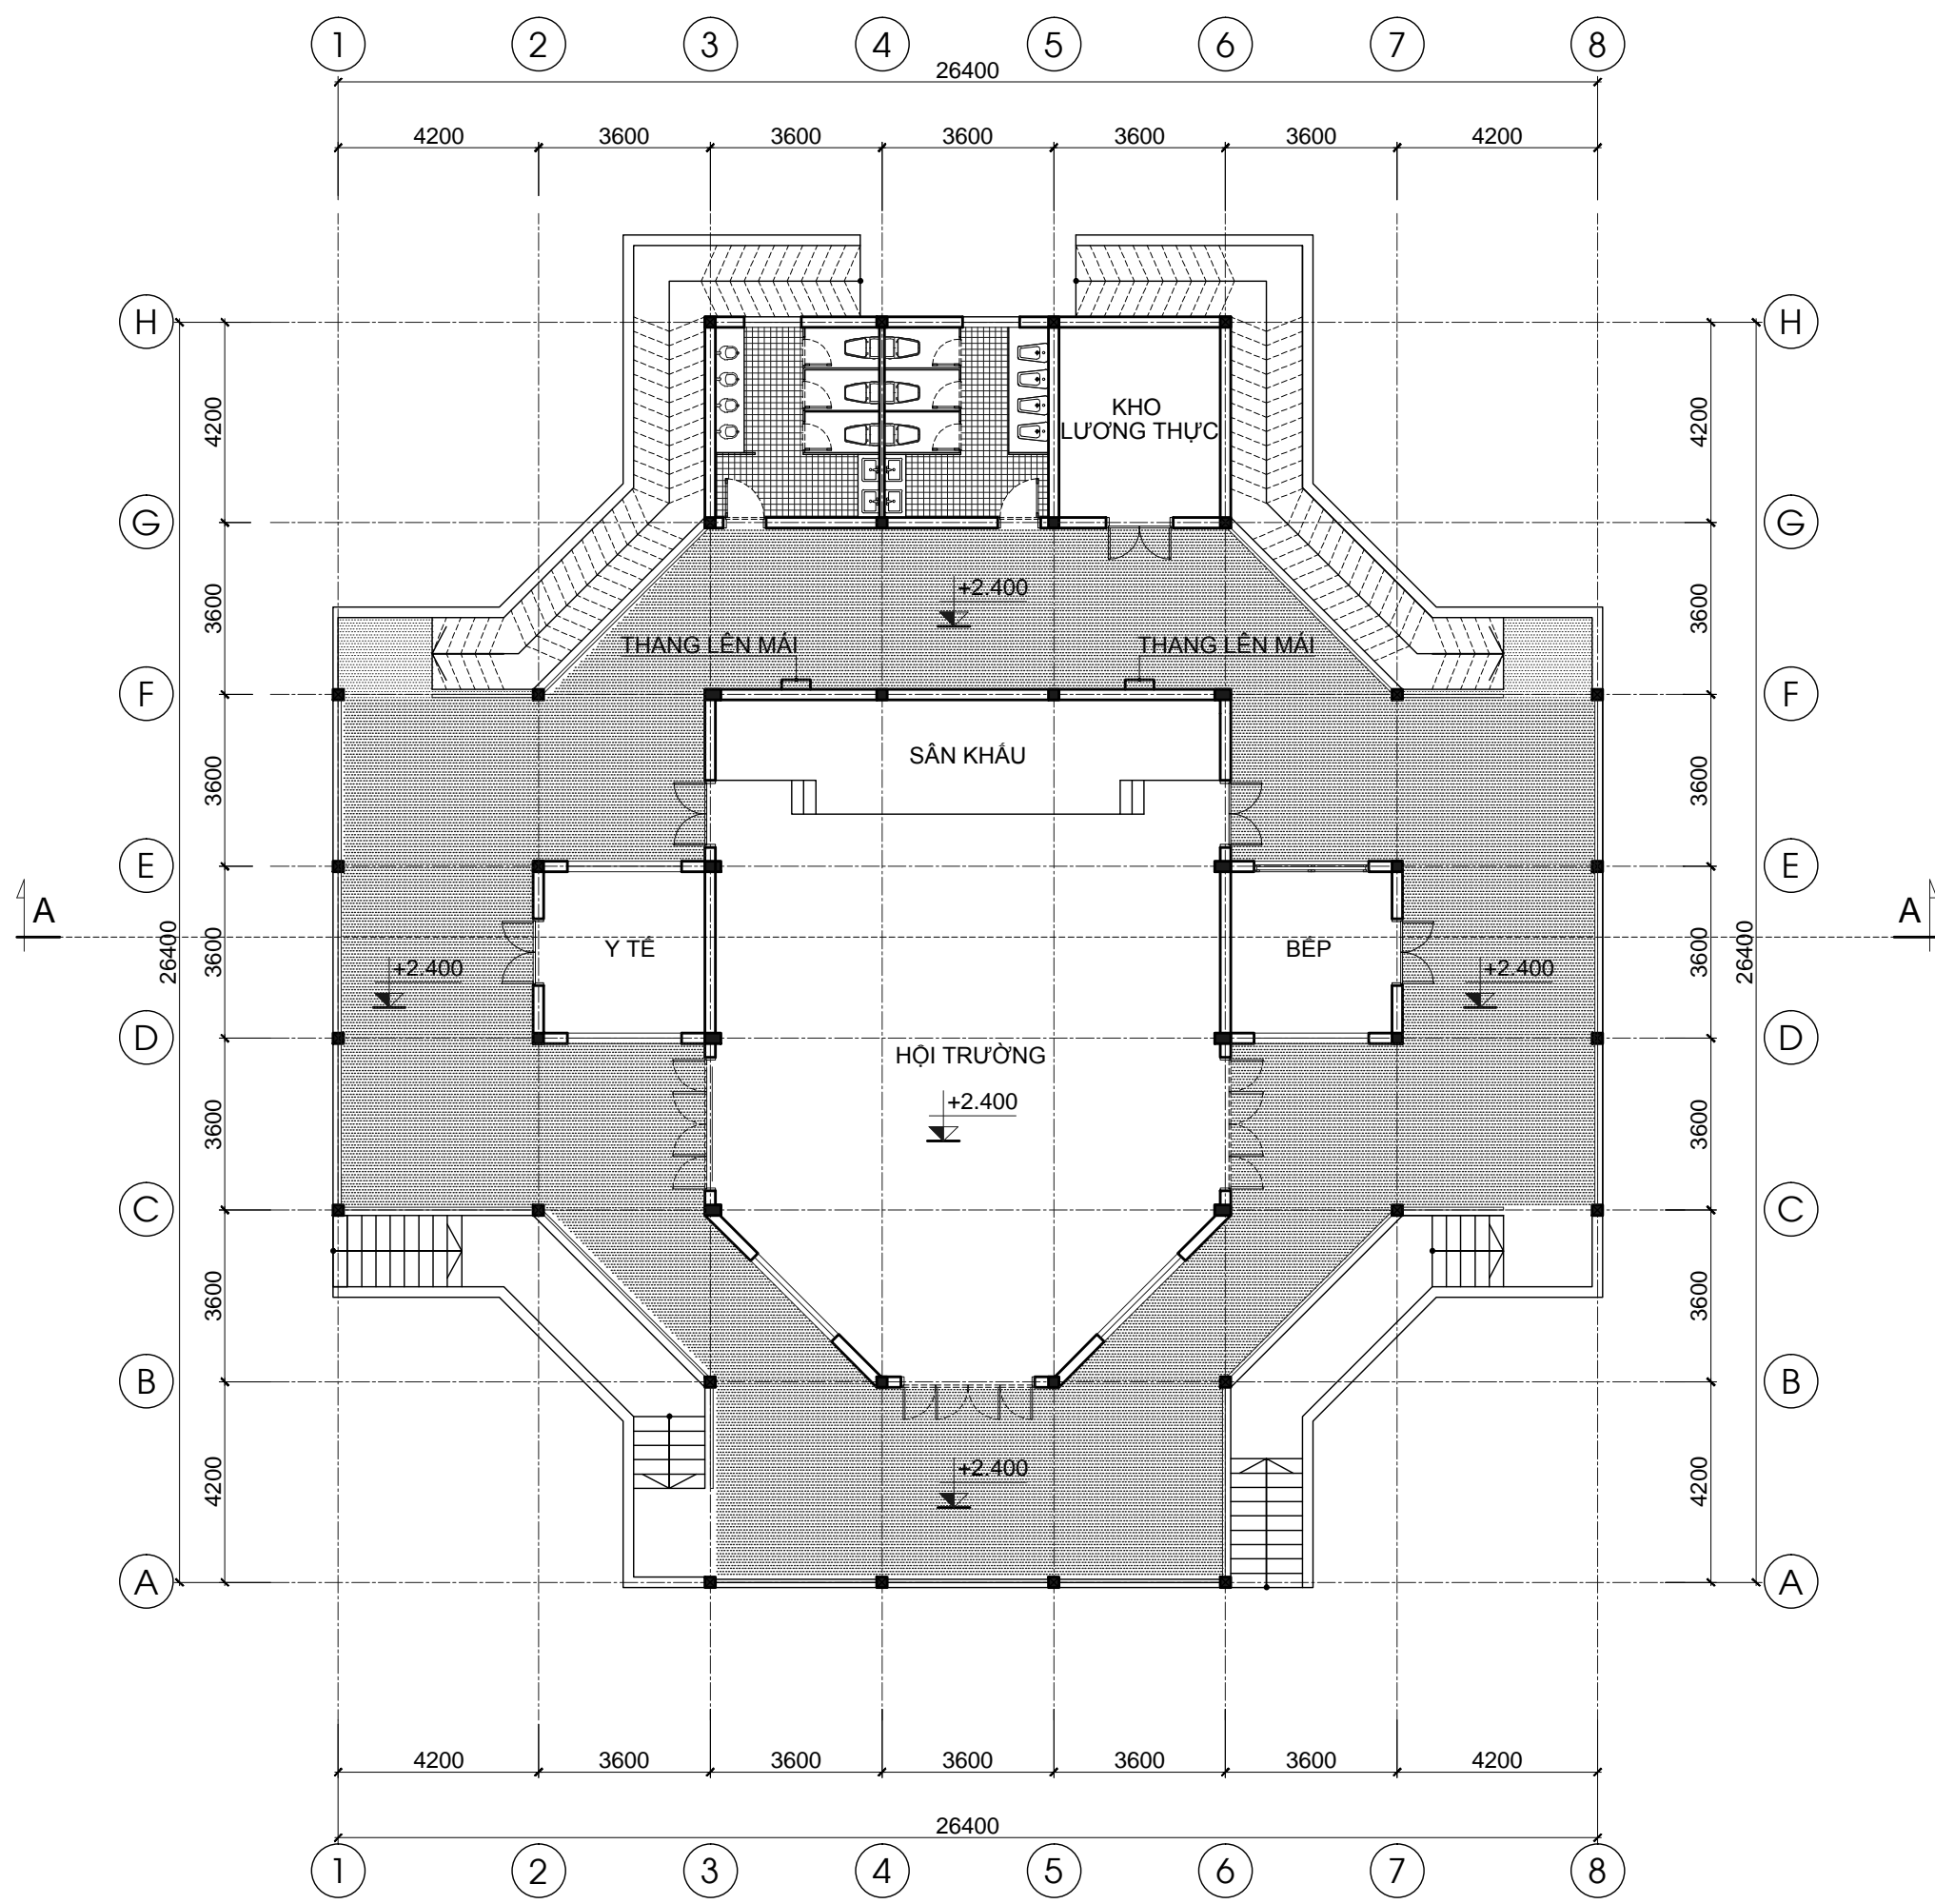 1 2 3 4 5 6 7 8
26400
4200 3600 3600 3600 3600 3600 4200
H H
4200 4200
KHO
LƯƠNG THỰC
G G
3600 3600
+2.400
THANG LÊN MÁI THANG LÊN MÁI
F F
3600 3600
SÂN KHẤU
E E
A A
26400 3600 3600 26400
Y TẾ BẾP
+2.400 +2.400
D D
HỘI TRƯỜNG
+2.400
3600 3600
C C
3600 3600
B B
+2.400
4200 4200
A A
4200 3600 3600 3600 3600 3600 4200
26400
1 2 3 4 5 6 7 8